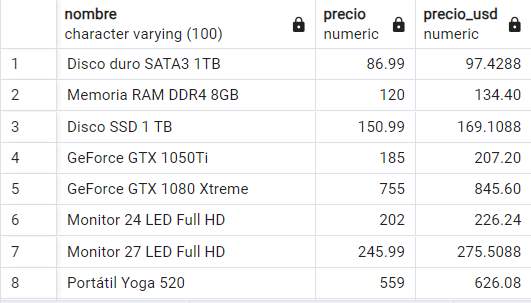 nombre precio precio_usd
character varying (100) numeric numeric
1 Disco duro SATA3 1TB 86.99 97.4288
2 Memoria RAM DDR4 8GB 120 134.40
3 Disco SSD 1 TB 150.99 169.1088
4 GeForce GTX 1050Ti 185 207.20
5 GeForce GTX 1080 Xtreme 755 845.60
6 Monitor 24 LED Full HD 202 226.24
7 Monitor 27 LED Full HD 245.99 275.5088
8 Portátil Yoga 520 559 626.08